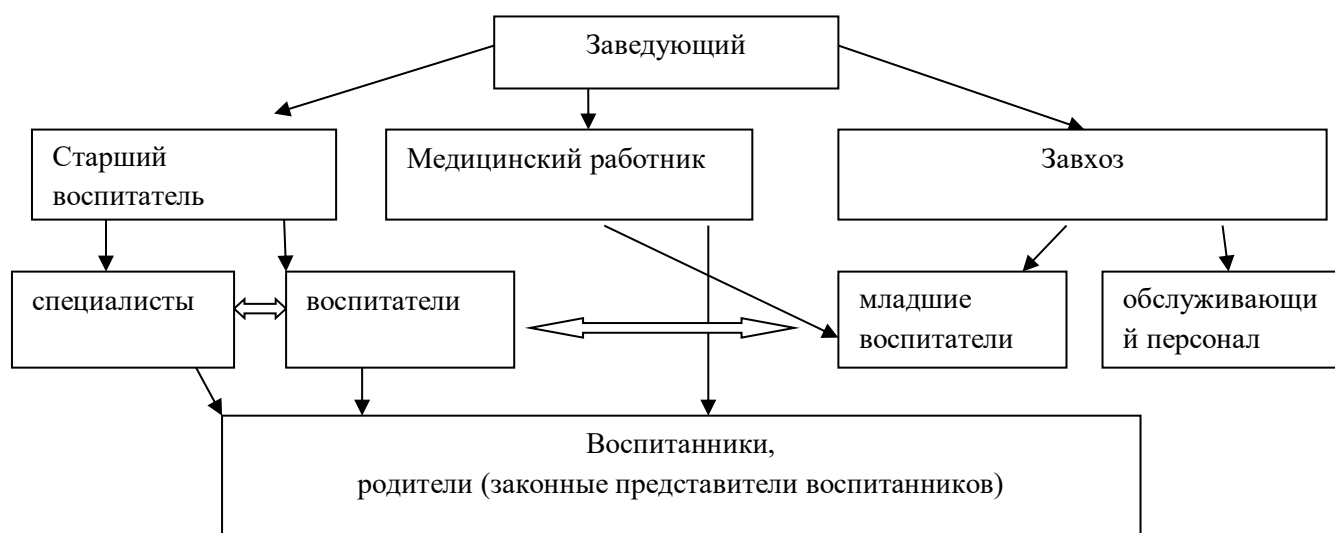 Заведующий
Старший
воспитатель
Медицинский работник
Завхоз
специалисты
воспитатели
младшие
воспитатели
обслуживающи
й персонал
Воспитанники,
родители (законные представители воспитанников)